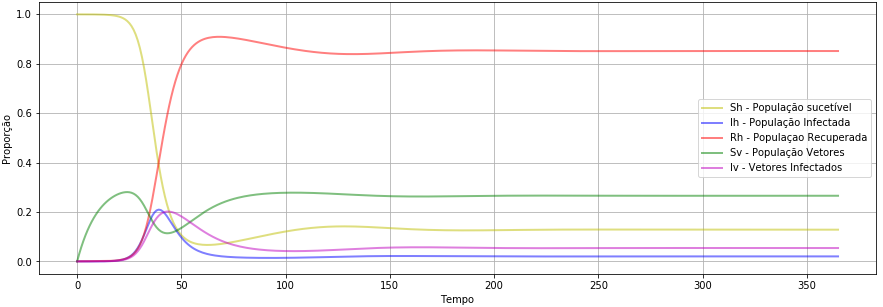 1.0
0.8
0.6
0.4
0.2
0.0
Proporção
0
50
100
150
200
250
300
350
Tempo
Sh - População sucetível
Ih - População Infectada
Rh - Populaçao Recuperada
Sv - População Vetores
Iv - Vetores Infectados